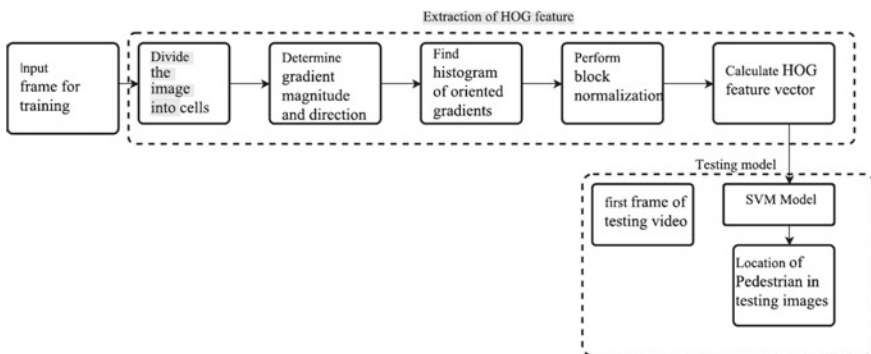 Extraction of HOG feature
Input
frame for
training
Divide
the
image
into cells
Determine
gradient
magnitude
and direction
Find
histogram
of oriented
gradients
Perform
block
normalization
Calculate HOG
feature vector
Testing model
first frame of
testing video
SVM Model
Location of
Pedestrian in
testing images